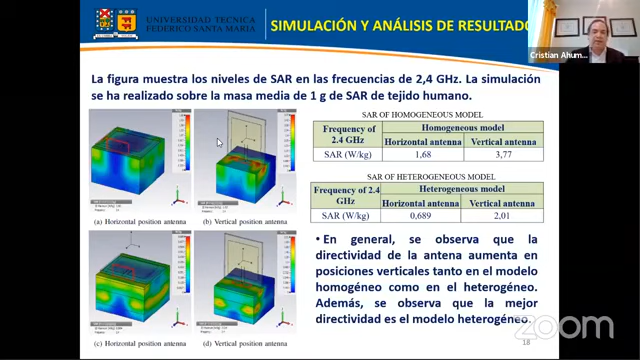 UNIVERSIDAD TECNICA
FEDERICO SANTA MARIA
SIMULACIÓN Y ANÁLISIS DE RESULTADO
Cristian Ahum...
La figura muestra los niveles de SAR en las frecuencias de 2,4 GHz. La simulación
se ha realizado sobre la masa media de 1 g de SAR de tejido humano.
(a) Horizontal position antenna
(b) Vertical position antenna
(c) Horizontal position antenna
(d) Vertical position antenna
SAR OF HOMOGENEOUS MODEL
Frequency of 2.4 GHz
Homogeneous model
Horizontal antenna
Vertical antenna
SAR (W/kg)
1,68
3,77
SAR OF HETEROGENEOUS MODEL
Frequency of 2.4 GHz
Heterogeneous model
Horizontal antenna
Vertical antenna
SAR (W/kg)
0,689
2,01
• En general, se observa que la
directividad de la antena aumenta en
posiciones verticales tanto en el modelo
homogéneo como en el heterogéneo.
Además, se observa que la mejor
directividad es el modelo heterogéneo.
zoom
18